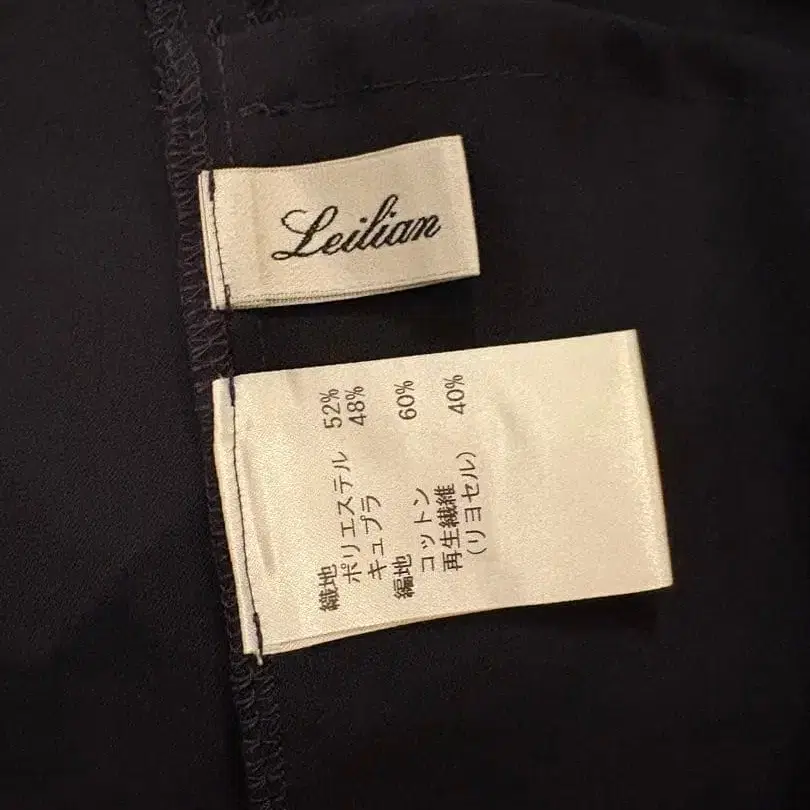 Leilian
織地
ポリエステル 52%
キュプラ 48%
編地
コットン 60%
再生繊維
(リヨセル) 40%